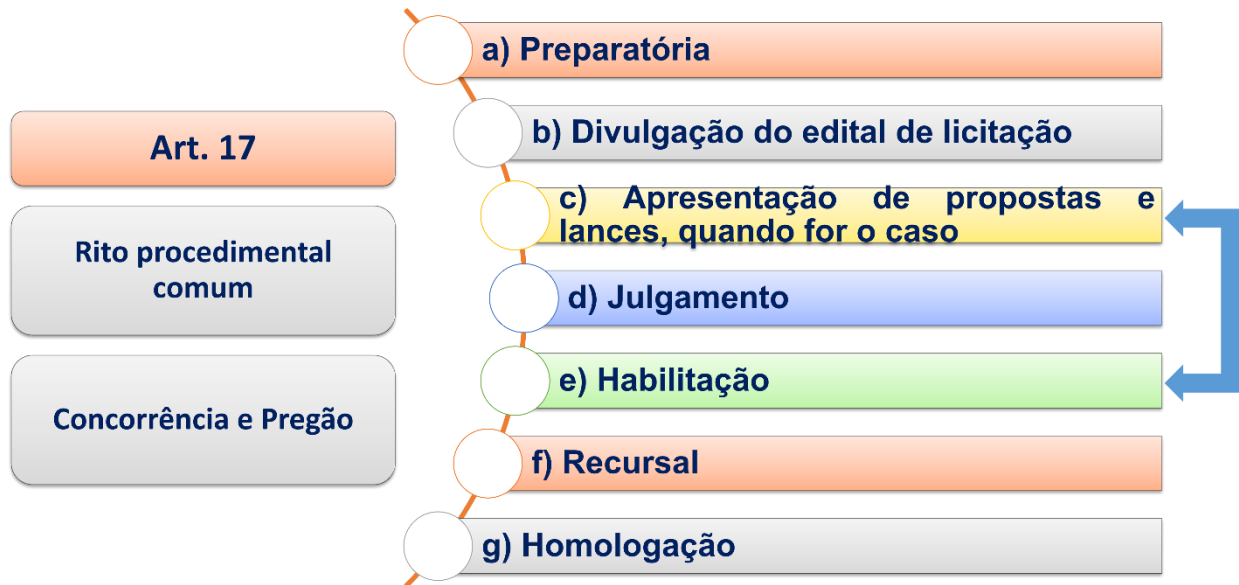 Art. 17
Rito procedimental
comum
Concorrência e Pregão
a) Preparatória
b) Divulgação do edital de licitação
c) Apresentação de propostas e
lances, quando for o caso
d) Julgamento
e) Habilitação
f) Recursal
g) Homologação